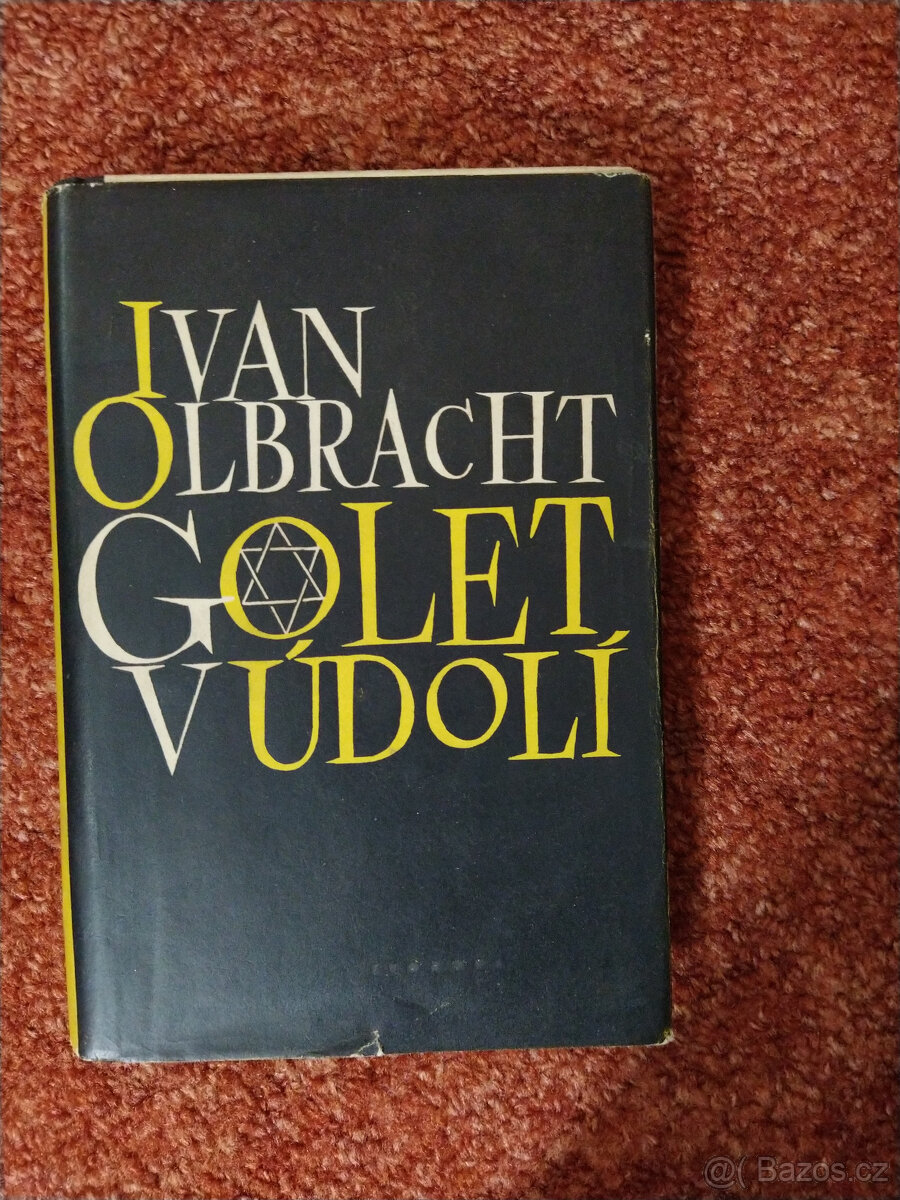 IVAN
OLBRACHT
GOLET
V ÚDOLÍ
@( Bazos.cz